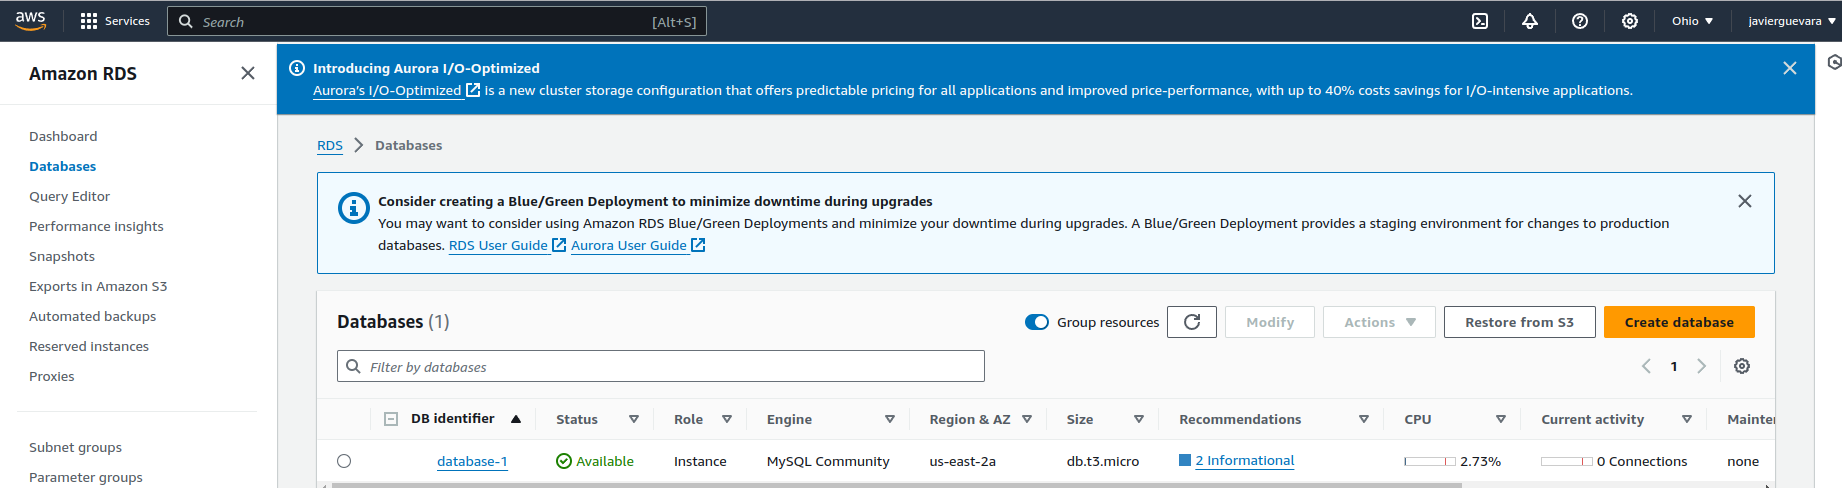 aws Services Search [Alt+S] Ohio javierguevara
Amazon RDS
Dashboard
Databases
Query Editor
Performance insights
Snapshots
Exports in Amazon S3
Automated backups
Reserved instances
Proxies
Subnet groups
Parameter groups
Introducing Aurora I/O-Optimized
Aurora's I/O-Optimized is a new cluster storage configuration that offers predictable pricing for all applications and improved price-performance, with up to 40% costs savings for I/O-intensive applications.
RDS > Databases
Consider creating a Blue/Green Deployment to minimize downtime during upgrades
You may want to consider using Amazon RDS Blue/Green Deployments and minimize your downtime during upgrades. A Blue/Green Deployment provides a staging environment for changes to production
databases. RDS User Guide Aurora User Guide
Databases (1) Group resources Modify Actions Restore from S3 Create database
Filter by databases 1
DB identifier Status Role Engine Region & AZ Size Recommendations CPU Current activity Mainten
database-1 Available Instance MySQL Community us-east-2a db.t3.micro 2 Informational 2.73% 0 Connections none